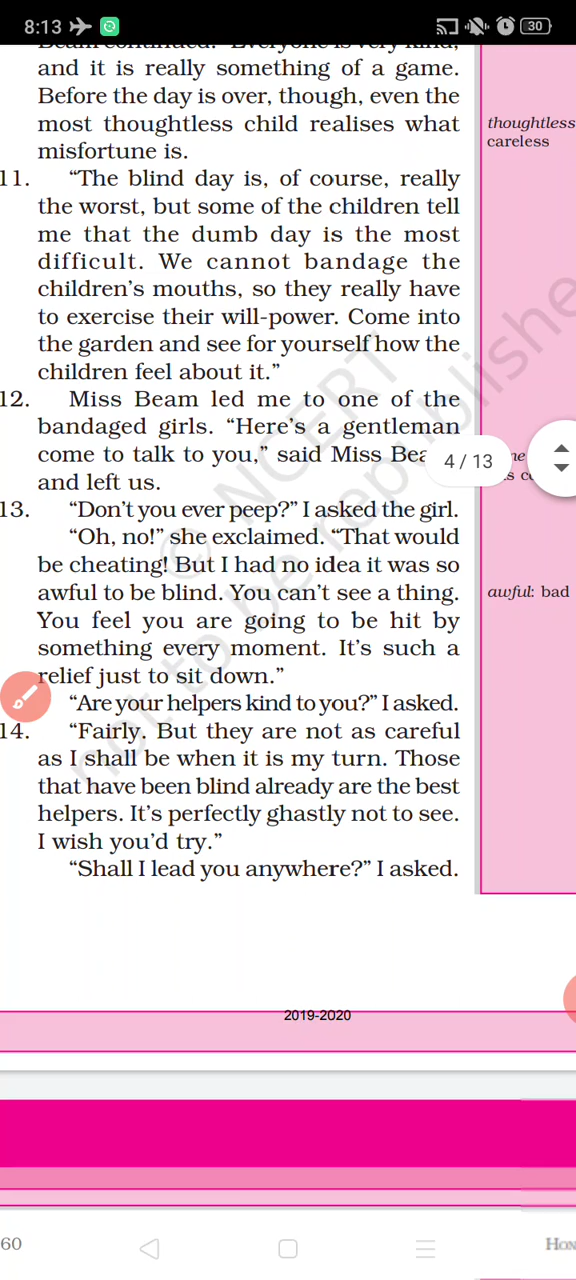 8:13
30
and it is really something of a game.
Before the day is over, though, even the
most thoughtless child realises what
misfortune is.
thoughtless
careless
11. “The blind day is, of course, really
the worst, but some of the children tell
me that the dumb day is the most
difficult. We cannot bandage the
children’s mouths, so they really have
to exercise their will-power. Come into
the garden and see for yourself how the
children feel about it.”
12. Miss Beam led me to one of the
bandaged girls. “Here’s a gentleman
come to talk to you,” said Miss
and left us.
4 / 13
13. “Don’t you ever peep?” I asked the girl.
“Oh, no!” she exclaimed. “That would
be cheating! But I had no idea it was so
awful to be blind. You can’t see a thing.
You feel you are going to be hit by
something every moment. It’s such a
relief just to sit down.”
awful: bad
“Are your helpers kind to you?” I asked.
14. “Fairly. But they are not as careful
as I shall be when it is my turn. Those
that have been blind already are the best
helpers. It’s perfectly ghastly not to see.
I wish you’d try.”
“Shall I lead you anywhere?” I asked.
© NCERT
not to be republishe
2019-2020
60